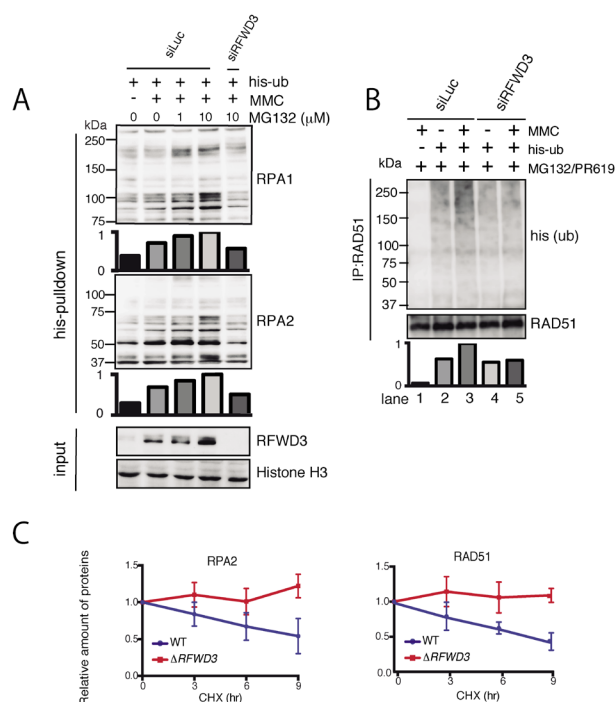 A
siLuc
siRFWD3
+ + + + + his-ub
- + + + + MMC
0 0 1 10 10 MG132 (μM)
kDa
250
150
100
75
RPA1
1
0
his-pulldown
100
75
50
37
RPA2
1
0
input
RFWD3
Histone H3
B
siLuc
siRFWD3
+ - + - + MMC
- + + + + his-ub
+ + + + + MG132/PR619
kDa
250
150
100
75
50
37
IP:RAD51
his (ub)
RAD51
1
0
lane 1 2 3 4 5
C
Relative amount of proteins
RPA2
1.5
1.0
0.5
0.0
WT
ΔRFWD3
0 3 6 9
CHX (hr)
RAD51
1.5
1.0
0.5
0.0
WT
ΔRFWD3
0 3 6 9
CHX (hr)